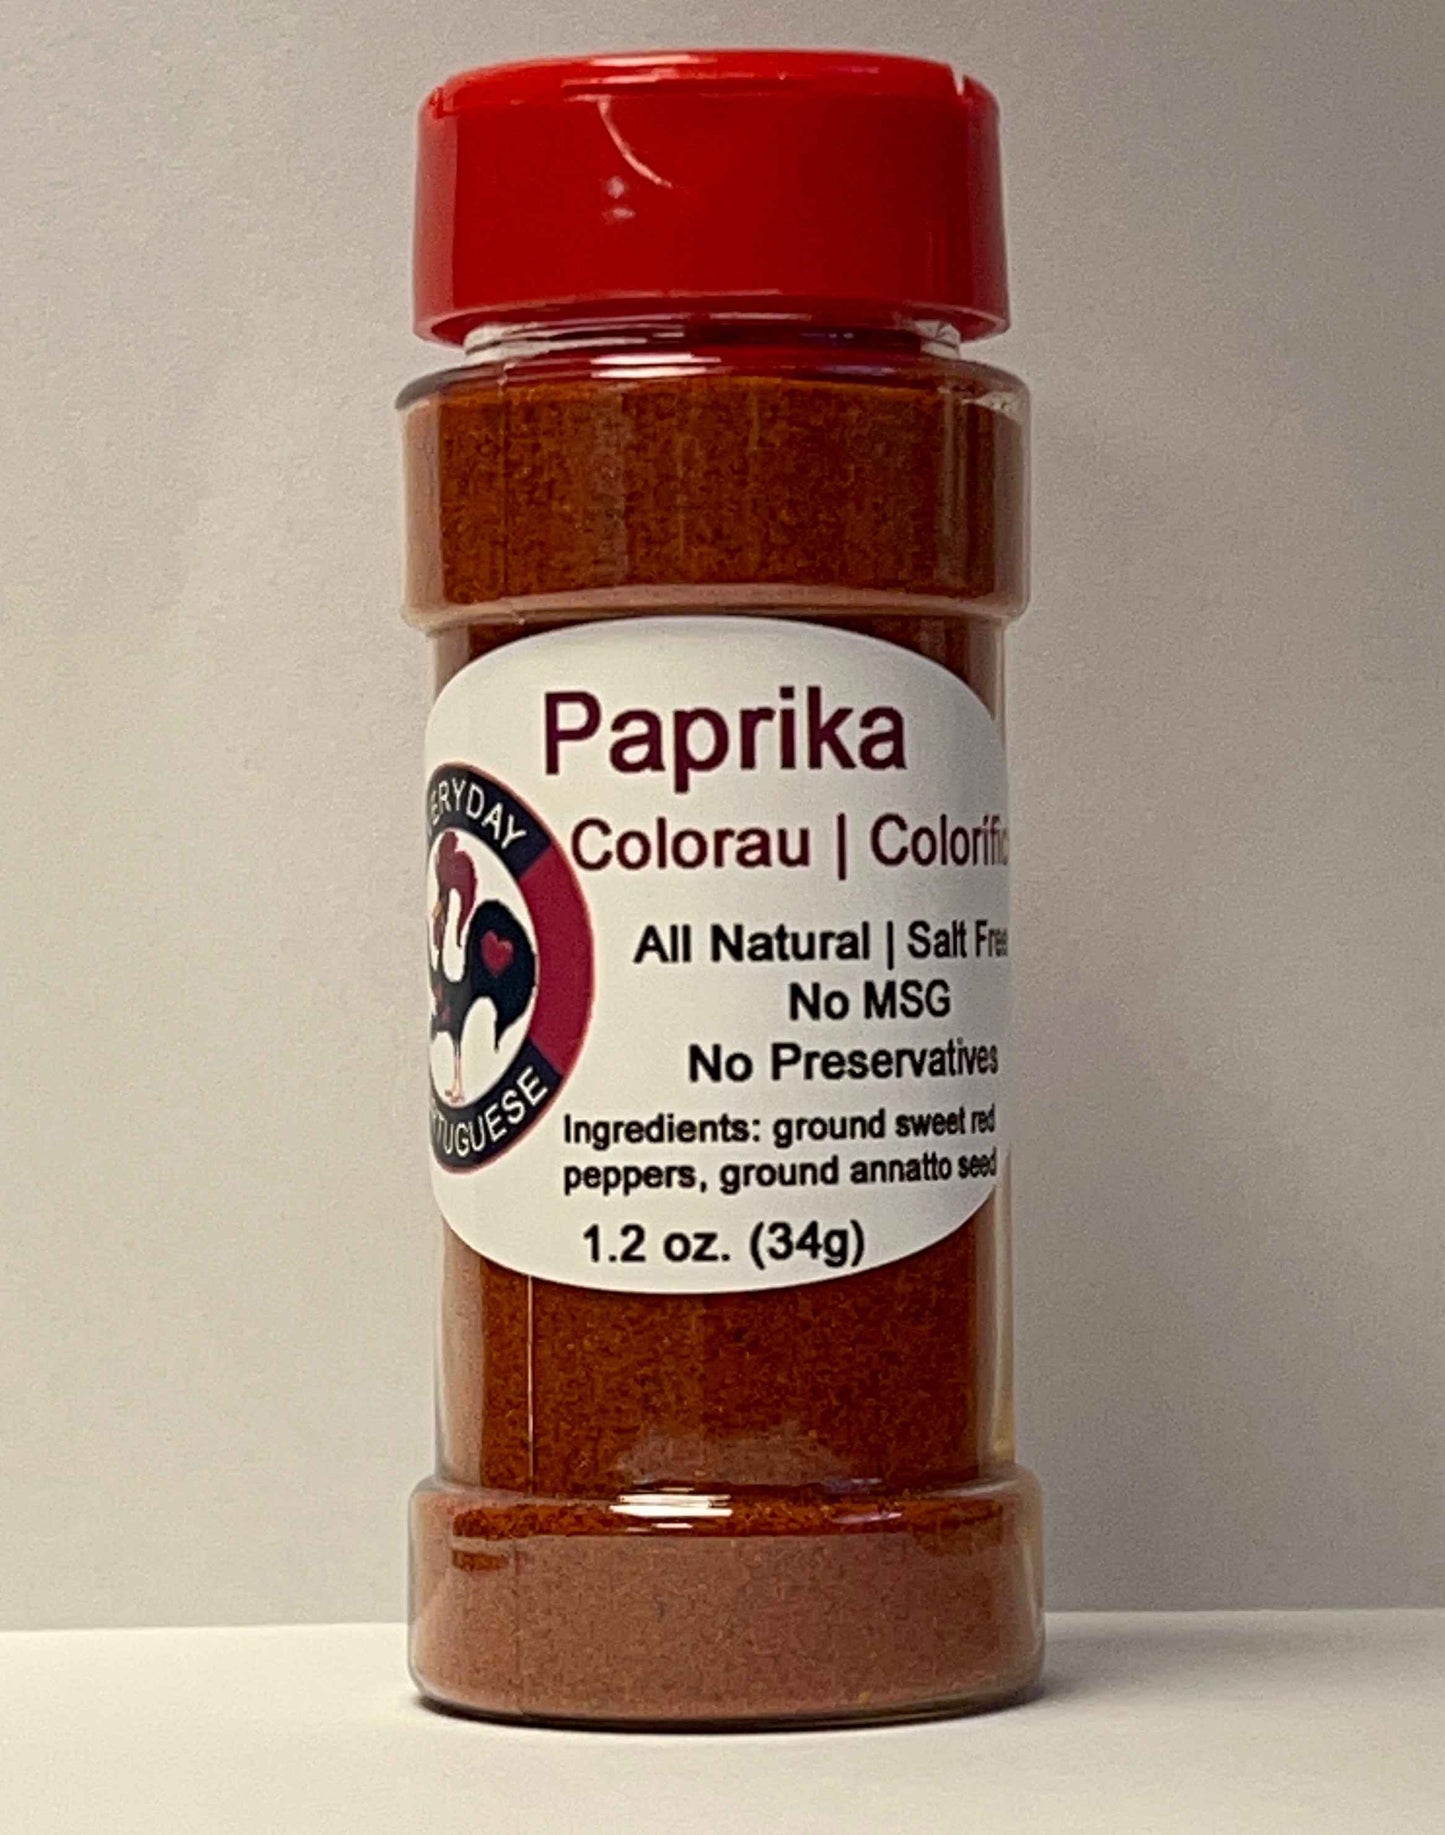 Paprika
Colorau |
All Natural | Salt Free
No MSG
No Preservatives
Ingredients: ground sweet red
peppers, ground annatto seed
1.2 oz. (34g)